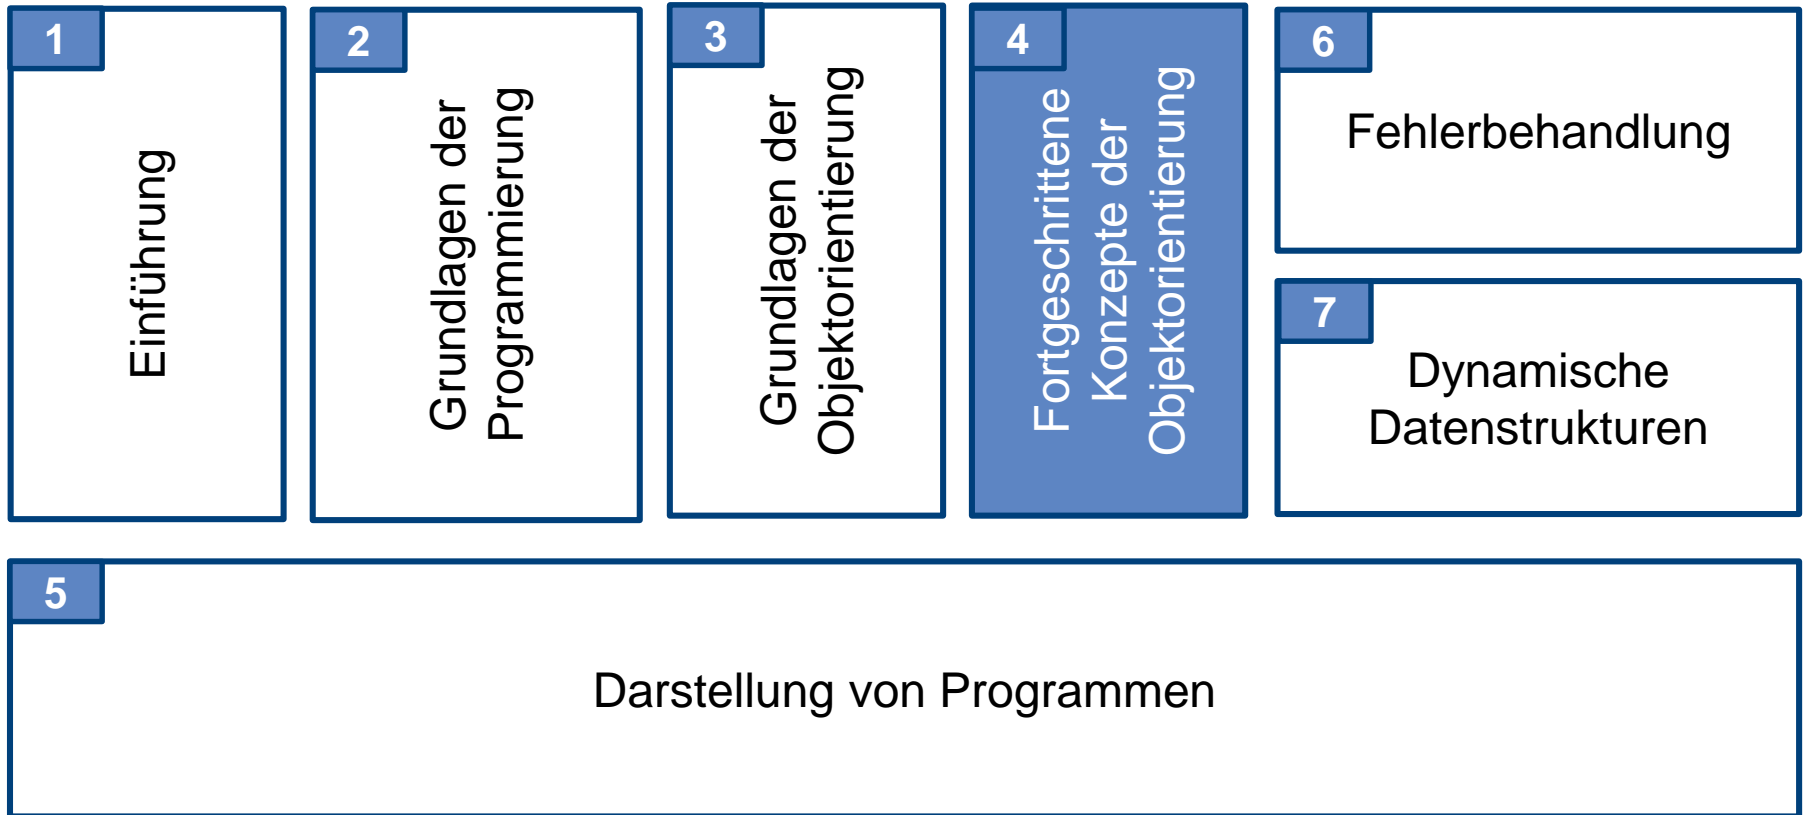 1
Einführung
2
Grundlagen der
Programmierung
3
Grundlagen der
Objektorientierung
4
Fortgeschrittene
Konzepte der
Objektorientierung
6
Fehlerbehandlung
7
Dynamische
Datenstrukturen
5
Darstellung von Programmen